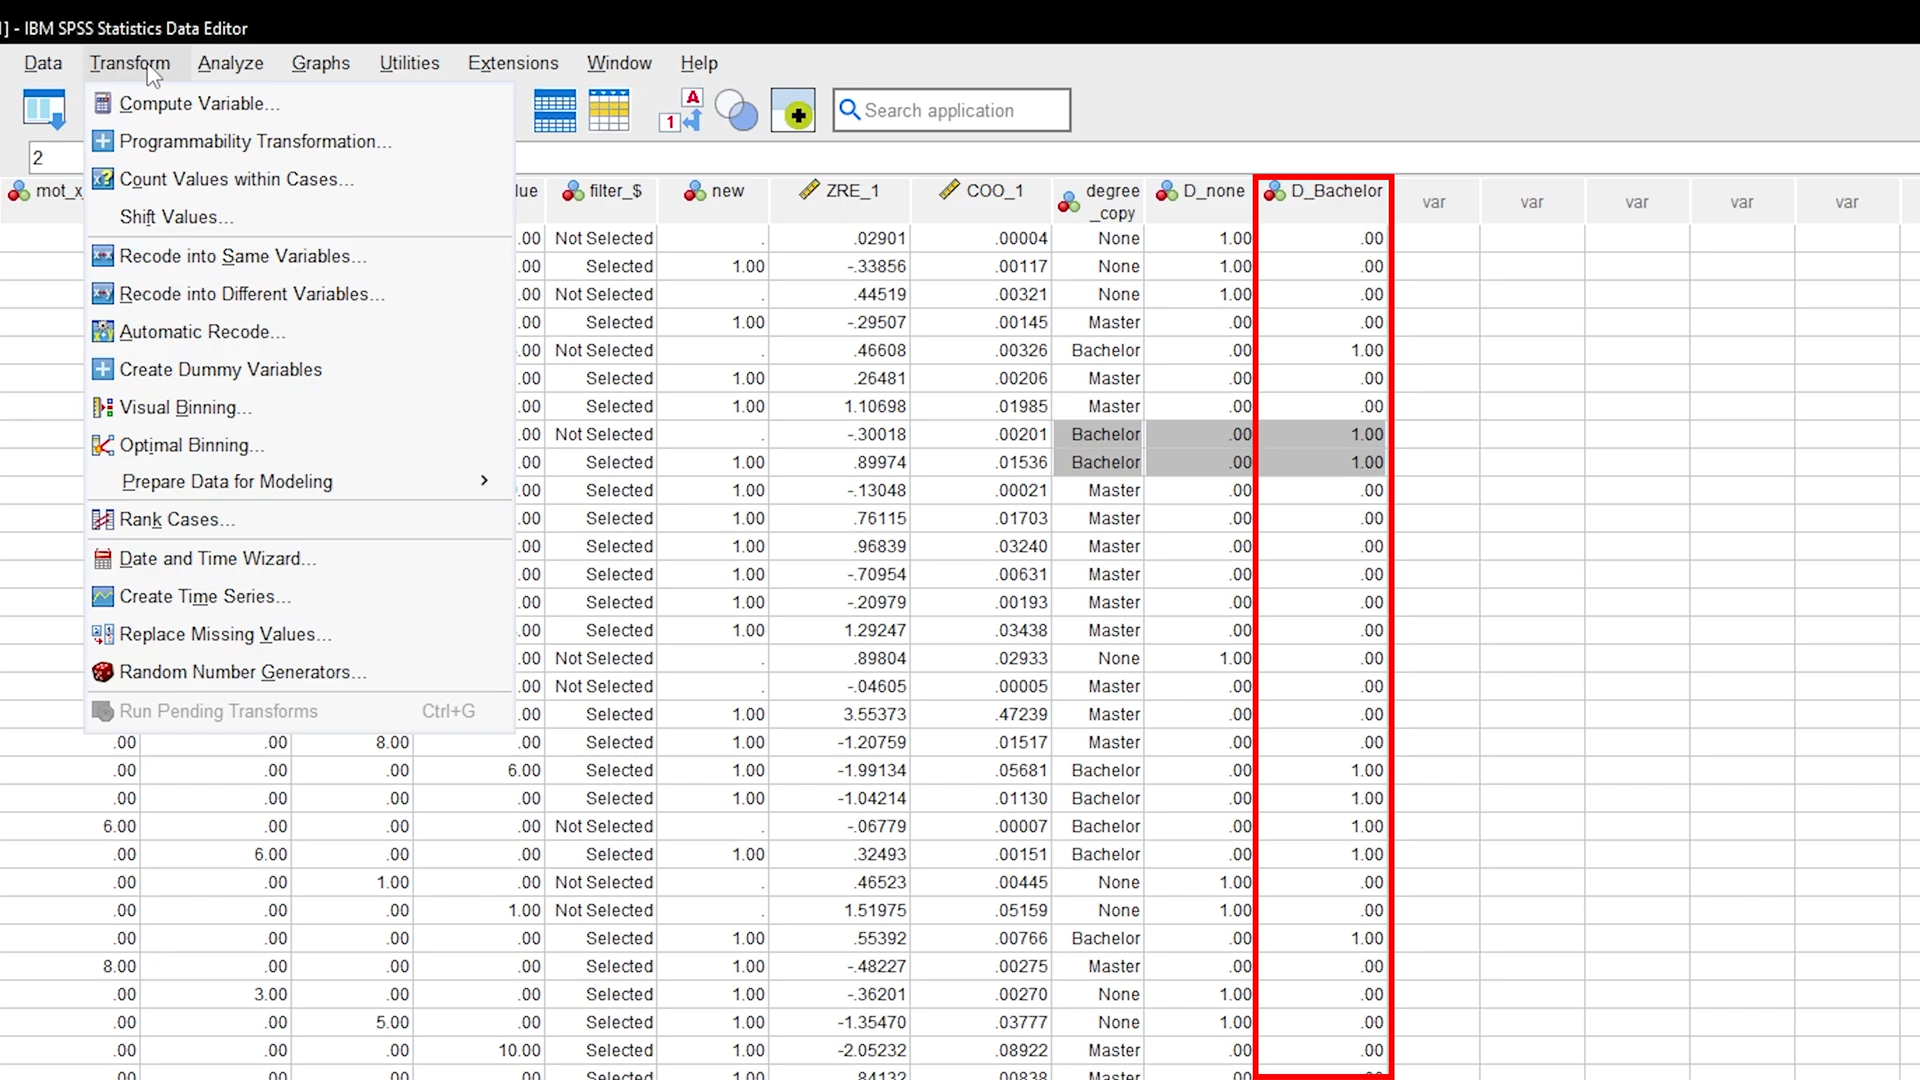 ] - IBM SPSS Statistics Data Editor
Data Transform Analyze Graphs Utilities Extensions Window Help
Compute Variable...
Search application
Programmability Transformation...
2
Count Values within Cases...
mot_x lue filter_$ new ZRE_1 COO_1 degree_copy D_none D_Bachelor var var var var var
Shift Values...
.00 Not Selected . .02901 .00004 None 1.00 .00
Recode into Same Variables...
.00 Selected 1.00 -.33856 .00117 None 1.00 .00
Recode into Different Variables...
.00 Not Selected . .44519 .00321 None 1.00 .00
Automatic Recode...
.00 Selected 1.00 -.29507 .00145 Master .00 .00
.00 Not Selected . .46608 .00326 Bachelor .00 1.00
Create Dummy Variables
.00 Selected 1.00 .26481 .00206 Master .00 .00
Visual Binning...
.00 Selected 1.00 1.10698 .01985 Master .00 .00
.00 Not Selected . -.30018 .00201 Bachelor .00 1.00
Optimal Binning...
.00 Selected 1.00 .89974 .01536 Bachelor .00 1.00
Prepare Data for Modeling
.00 Selected 1.00 -.13048 .00021 Master .00 .00
Rank Cases...
.00 Selected 1.00 .76115 .01703 Master .00 .00
.00 Selected 1.00 .96839 .03240 Master .00 .00
Date and Time Wizard...
.00 Selected 1.00 -.70954 .00631 Master .00 .00
Create Time Series...
.00 Selected 1.00 -.20979 .00193 Master .00 .00
Replace Missing Values...
.00 Selected 1.00 1.29247 .03438 Master .00 .00
.00 Not Selected . .89804 .02933 None 1.00 .00
Random Number Generators...
.00 Not Selected . -.04605 .00005 Master .00 .00
Run Pending Transforms Ctrl+G
.00 Selected 1.00 3.55373 .47239 Master .00 .00
.00 .00 8.00 .00 Selected 1.00 -1.20759 .01517 Master .00 .00
.00 .00 .00 6.00 Selected 1.00 -1.99134 .05681 Bachelor .00 1.00
.00 .00 .00 .00 Selected 1.00 -1.04214 .01130 Bachelor .00 1.00
6.00 .00 .00 .00 Not Selected . -.06779 .00007 Bachelor .00 1.00
.00 6.00 .00 .00 Selected 1.00 .32493 .00151 Bachelor .00 1.00
.00 .00 1.00 .00 Not Selected . .46523 .00445 None 1.00 .00
.00 .00 .00 1.00 Not Selected . 1.51975 .05159 None 1.00 .00
.00 .00 .00 .00 Selected 1.00 .55392 .00766 Bachelor .00 1.00
8.00 .00 .00 .00 Selected 1.00 -.48227 .00275 Master .00 .00
.00 3.00 .00 .00 Selected 1.00 -.36201 .00270 None 1.00 .00
.00 .00 5.00 .00 Selected 1.00 -1.35470 .03777 None 1.00 .00
.00 .00 .00 10.00 Selected 1.00 -2.05232 .08922 Master .00 .00
.00 .00 .00 .00 Selected 1.00 .84132 .00838 Master .00 .00